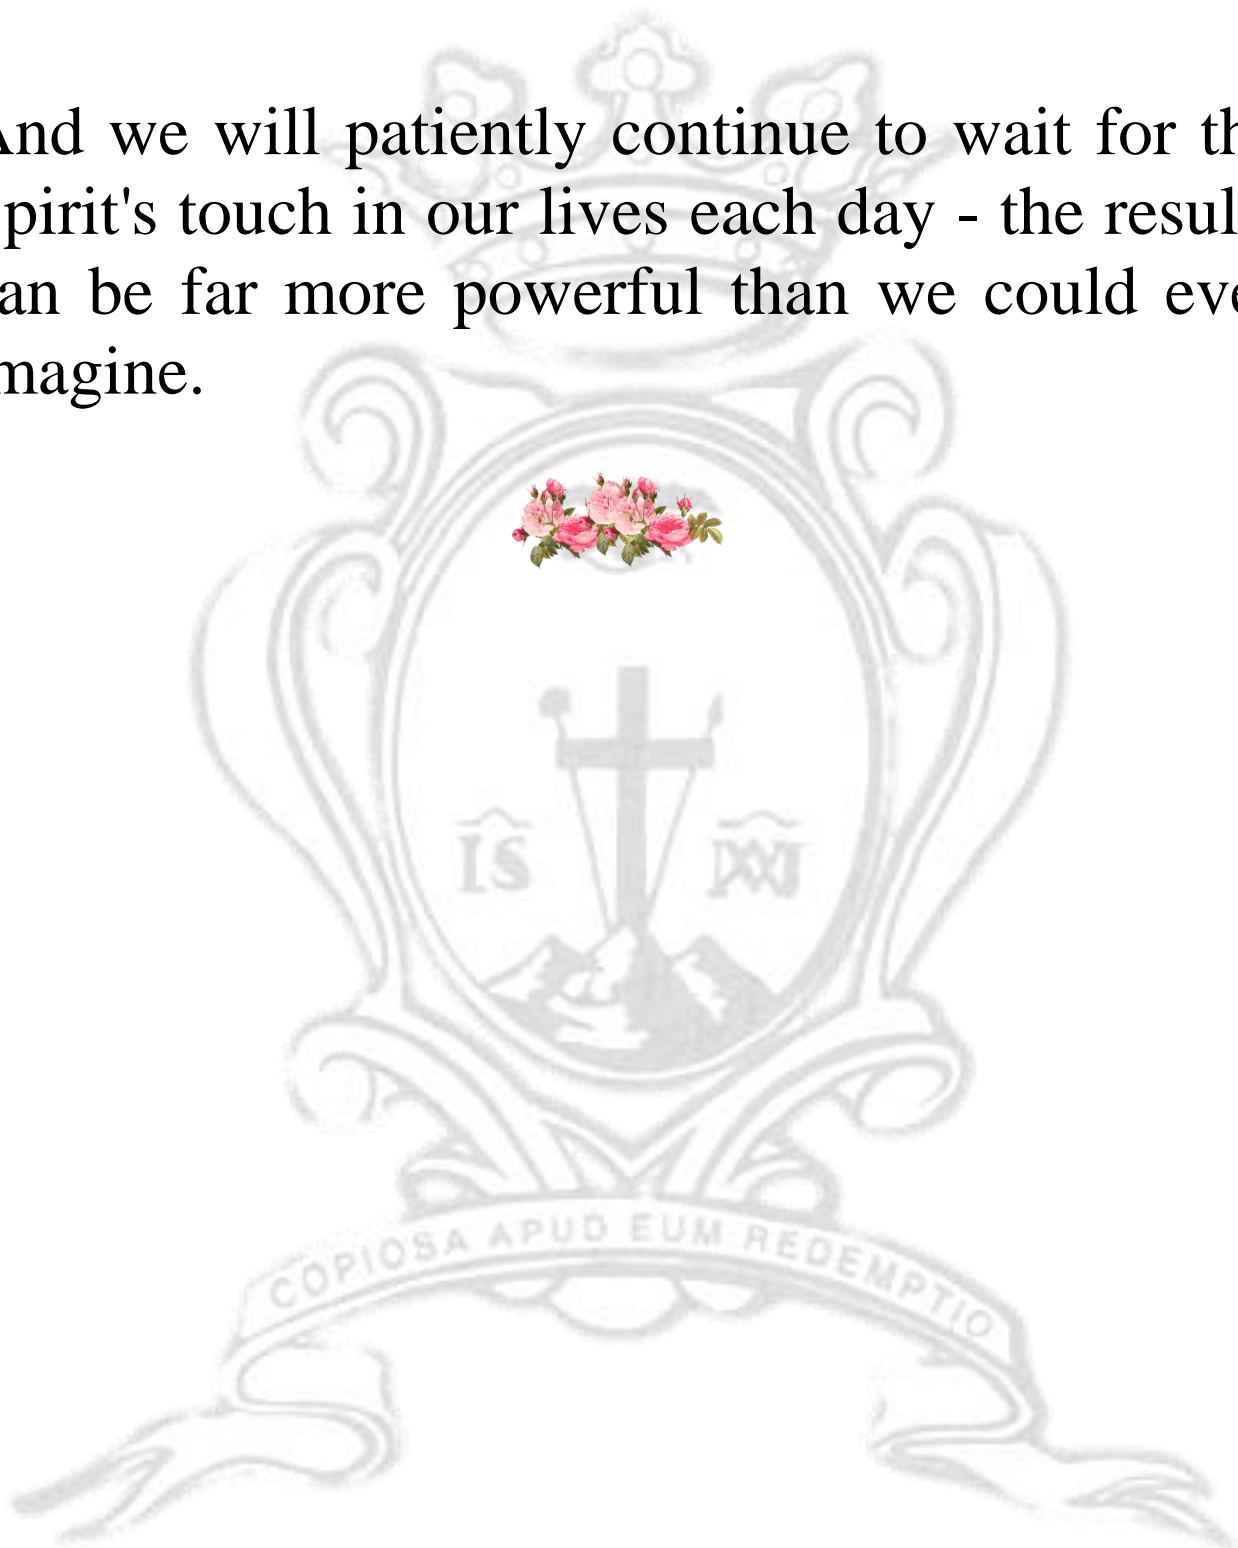 And we will patiently continue to wait for th
pirit's touch in our lives each day - the resul
an be far more powerful than we could eve
magine.
IS
COPIOSA APUD EUM REDEMPTIO